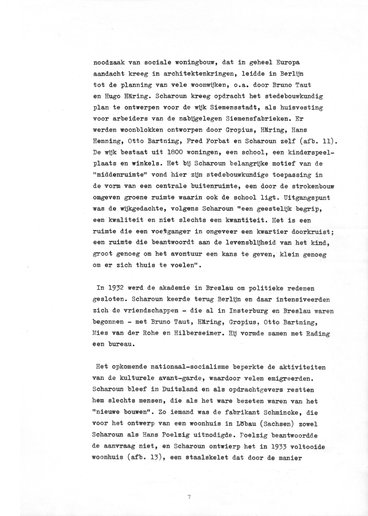 noodzaak van sociale woningbouw, dat in geheel Europa
aandacht kreeg in architektenkringen, leidde in Berlijn
tot de planning van vele woonwijken, o.a. door Bruno Taut
en Hugo Häring. Scharoun kreeg opdracht het stedebouwkundig
plan te ontwerpen voor de wijk Siemensstadt, als huisvesting
voor arbeiders van de nabijgelegen Siemensfabrieken. Er
werden woonblokken ontworpen door Gropius, Häring, Hans
Henning, Otto Bartning, Fred Forbat en Scharoun zelf (afb. 11).
De wijk bestaat uit 1800 woningen, een school, een kinderspeel-
plaats en winkels. Het bij Scharoun belangrijke motief van de
"middenruimte" vond hier zijn stedebouwkundige toepassing in
de vorm van een centrale buitenruimte, een door de strokenbouw
omgeven groene ruimte waarin ook de school ligt. Uitgangspunt
was de wijkgedachte, volgens Scharoun "een geestelijk begrip,
een kwaliteit en niet slechts een kwantiteit. Het is een
ruimte die een voetganger in ongeveer een kwartier doorkruist;
een ruimte die beantwoordt aan de levensblijheid van het kind,
groot genoeg om het avontuur een kans te geven, klein genoeg
om er zich thuis te voelen".
In 1932 werd de akademie in Breslau om politieke redenen
gesloten. Scharoun keerde terug Berlijn en daar intensiveerden
zich de vriendschappen - die al in Insterburg en Breslau waren
begonnen - met Bruno Taut, Häring, Gropius, Otto Bartning,
Mies van der Rohe en Hilberseimer. Hij vormde samen met Rading
een bureau.
Het opkomende nationaal-socialisme beperkte de aktiviteiten
van de kulturele avant-garde, waardoor velen emigreerden.
Scharoun bleef in Duitsland en als opdrachtgevers restten
hem slechts mensen, die als het ware bezeten waren van het
"nieuwe bouwen". Zo iemand was de fabrikant Schmincke, die
voor het ontwerp van een woonhuis in Löbau (Sachsen) zowel
Scharoun als Hans Poelzig uitnodigde. Poelzig beantwoordde
de aanvraag niet, en Scharoun ontwierp het in 1933 voltooide
woonhuis (afb. 13), een staalskelet dat door de manier
7